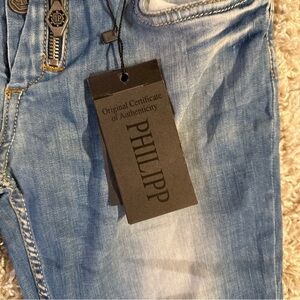 Original Certificate
of Authenticity
PHILIPP